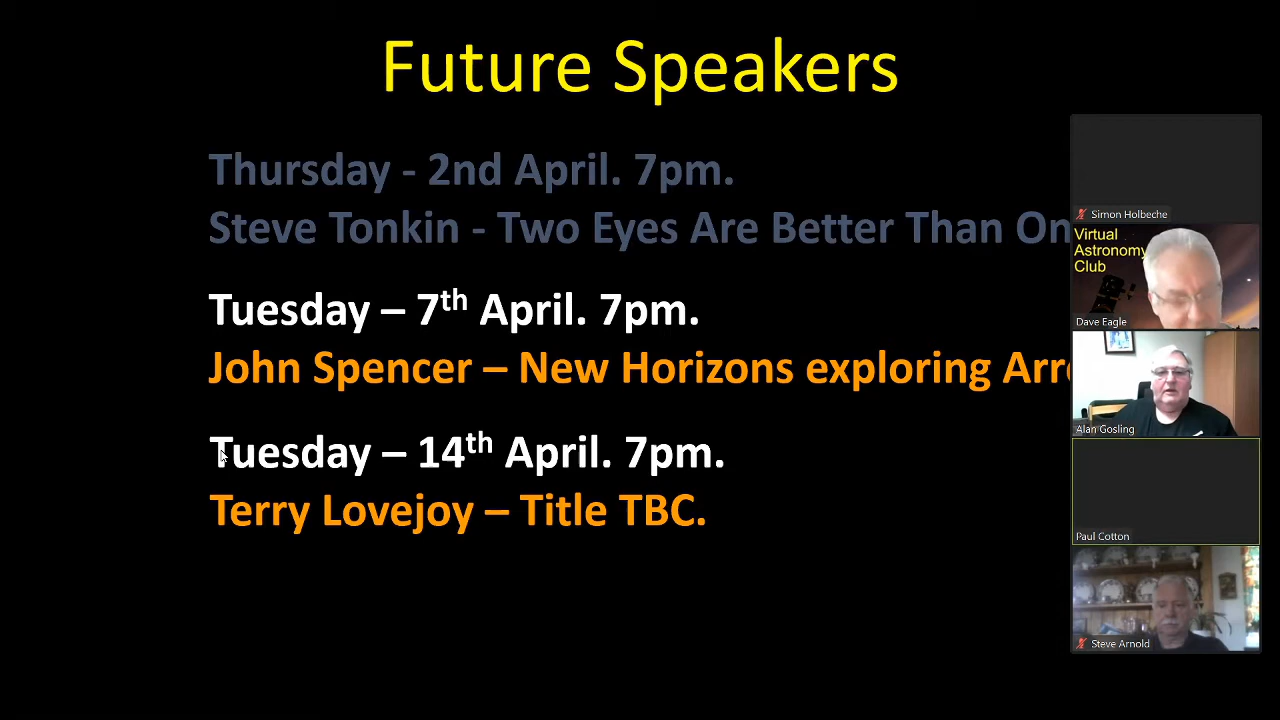 Future Speakers
Thursday - 2nd April. 7pm.
Steve Tonkin - Two Eyes Are Better Than On
Tuesday – 7th April. 7pm.
John Spencer – New Horizons exploring Arr
Tuesday – 14th April. 7pm.
Terry Lovejoy – Title TBC.
Simon Holbeche
Virtual
Astronomy
Club
Dave Eagle
Alan Gosling
Paul Cotton
Steve Arnold